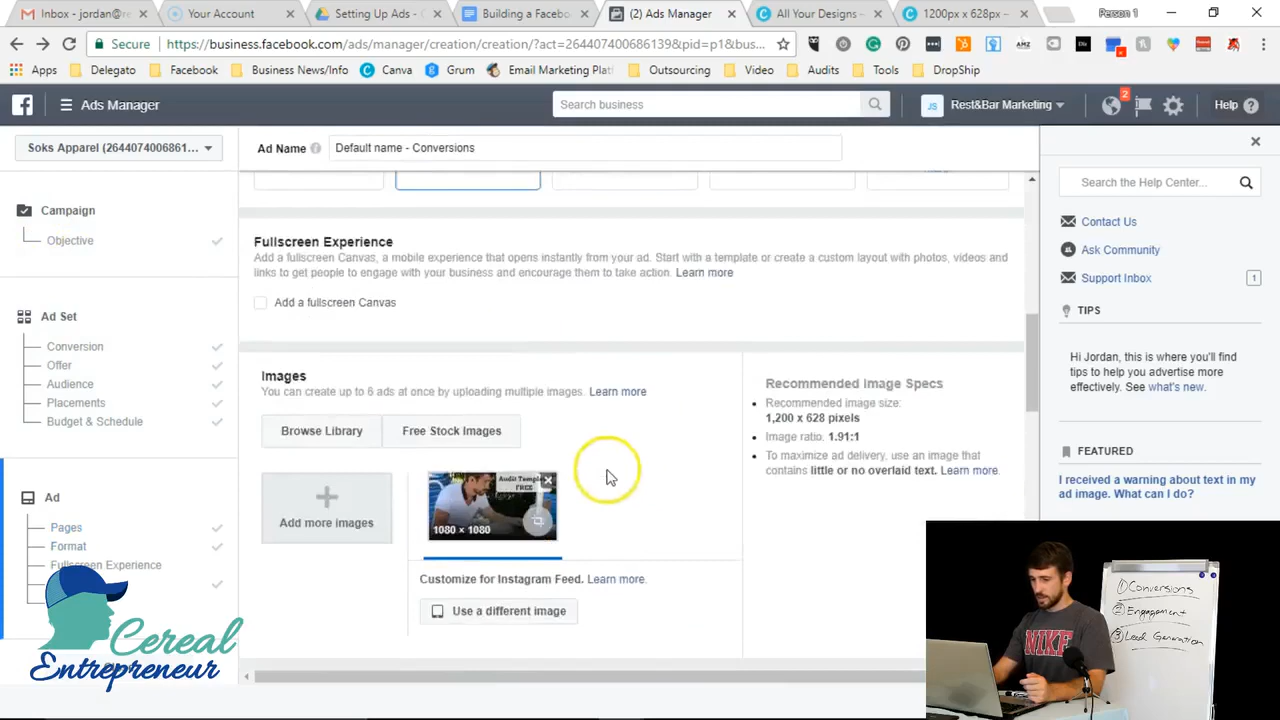 Inbox - jordan@re
Your Account
Setting Up Ads -
Building a Facebo
(2) Ads Manager
All Your Designs -
1200px x 628px -
Person 1
Secure
https://business.facebook.com/ads/manager/creation/creation/?act=264407400686139&pid=p1&bus...
Apps
Delegato
Facebook
Business News/Info
Canva
Grum
Email Marketing Plat
Outsourcing
Video
Audits
Tools
DropShip
Ads Manager
Search business
JS
Rest&Bar Marketing
2
Help
Soks Apparel (2644074006861...
Ad Name
Default name - Conversions
Search the Help Center...
Campaign
Objective
Contact Us
Ask Community
Support Inbox
1
Fullscreen Experience
Add a fullscreen Canvas, a mobile experience that opens instantly from your ad. Start with a template or create a custom layout with photos, videos and
links to get people to engage with your business and encourage them to take action. Learn more
Add a fullscreen Canvas
TIPS
Hi Jordan, this is where you'll find
tips to help you advertise more
effectively. See what's new.
Ad Set
Conversion
Offer
Audience
Placements
Budget & Schedule
Images
You can create up to 6 ads at once by uploading multiple images. Learn more
Browse Library
Free Stock Images
Recommended Image Specs
Recommended image size:
1,200 x 628 pixels
Image ratio: 1.91:1
To maximize ad delivery, use an image that
contains little or no overlaid text. Learn more.
FEATURED
I received a warning about text in my
ad image. What can I do?
Ad
Pages
Format
Fullscreen Experience
Add more images
FREE
1080 × 1080
Customize for Instagram Feed. Learn more.
Use a different image
Cereal
Entrepreneur
① Conversions
② Engagement
③ Lead Generation
NIKE